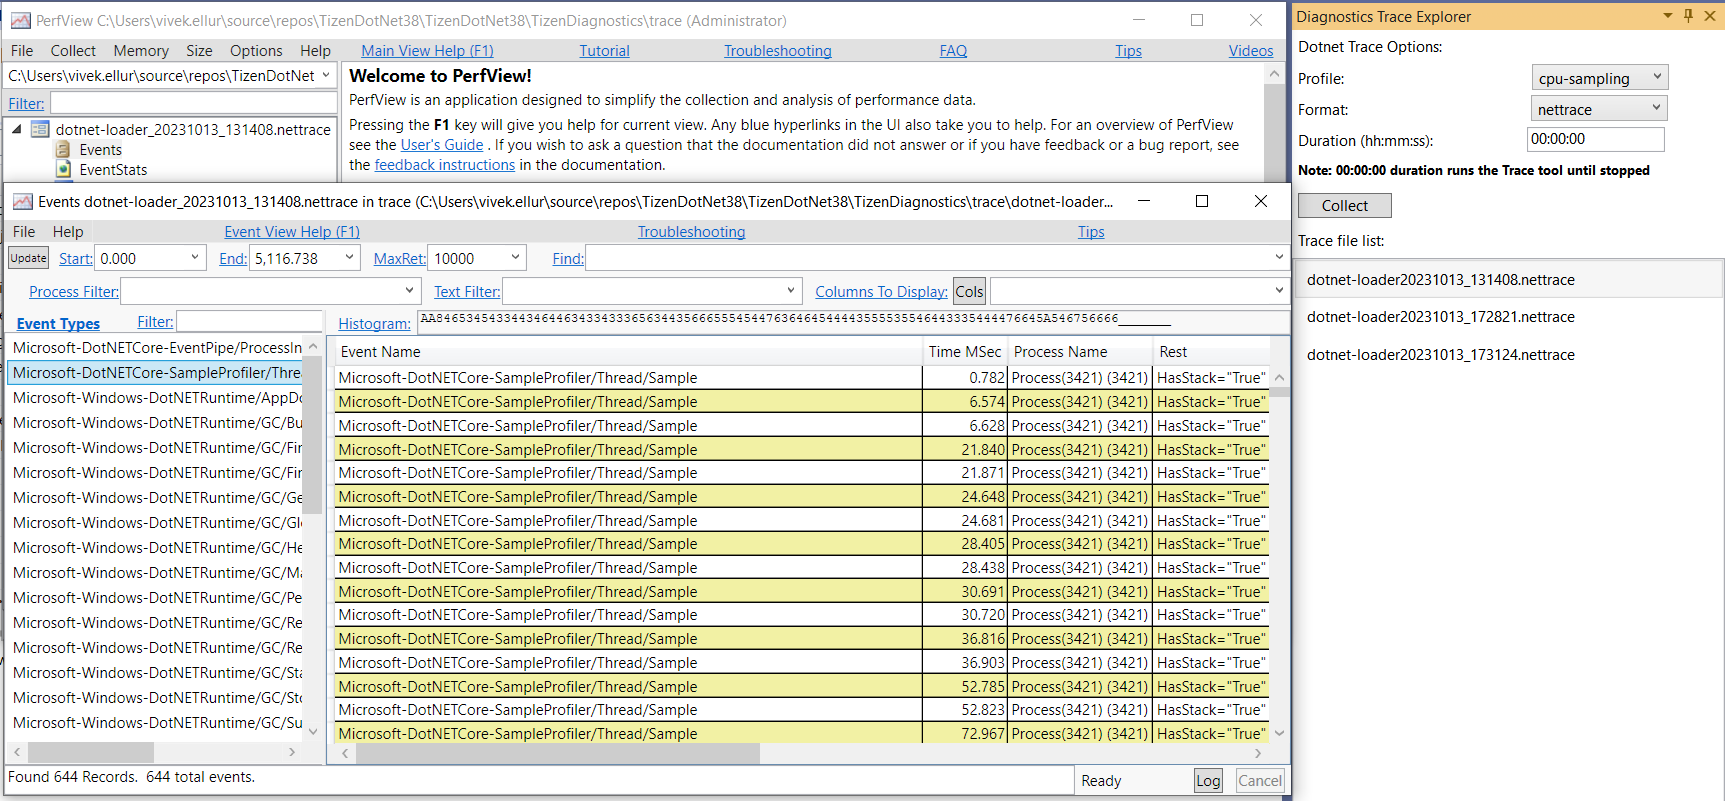 PerfView C:\Users\vivek.ellur\source\repos\TizenDotNet38\TizenDotNet38\TizenDiagnostics\trace (Administrator)
File Collect Memory Size Options Help Main View Help (F1) Tutorial Troubleshooting FAQ Tips Videos
C:\Users\vivek.ellur\source\repos\TizenDotNet
Filter:
dotnet-loader_20231013_131408.nettrace
Events
EventStats
Welcome to PerfView!
PerfView is an application designed to simplify the collection and analysis of performance data.
Pressing the F1 key will give you help for current view. Any blue hyperlinks in the UI also take you to help. For an overview of PerfView
see the User's Guide . If you wish to ask a question that the documentation did not answer or if you have feedback or a bug report, see
the feedback instructions in the documentation.
Events dotnet-loader_20231013_131408.nettrace in trace (C:\Users\vivek.ellur\source\repos\TizenDotNet38\TizenDotNet38\TizenDiagnostics\trace\dotnet-loader...
File Help Event View Help (F1) Troubleshooting Tips
Update Start: 0.000 End: 5,116.738 MaxRet: 10000 Find:
Process Filter: Text Filter: Columns To Display: Cols
Event Types Filter:
Histogram:
Microsoft-DotNETCore-EventPipe/ProcessIn
Microsoft-DotNETCore-SampleProfiler/Threa
Microsoft-Windows-DotNETRuntime/AppDo
Microsoft-Windows-DotNETRuntime/GC/Bu
Microsoft-Windows-DotNETRuntime/GC/Fir
Microsoft-Windows-DotNETRuntime/GC/Fir
Microsoft-Windows-DotNETRuntime/GC/Ge
Microsoft-Windows-DotNETRuntime/GC/Glo
Microsoft-Windows-DotNETRuntime/GC/He
Microsoft-Windows-DotNETRuntime/GC/Ma
Microsoft-Windows-DotNETRuntime/GC/Pe
Microsoft-Windows-DotNETRuntime/GC/Re
Microsoft-Windows-DotNETRuntime/GC/Re
Microsoft-Windows-DotNETRuntime/GC/Sta
Microsoft-Windows-DotNETRuntime/GC/Sto
Microsoft-Windows-DotNETRuntime/GC/Su
Event Name Time MSec Process Name Rest
Microsoft-DotNETCore-SampleProfiler/Thread/Sample 0.782 Process(3421) (3421) HasStack="True"
Microsoft-DotNETCore-SampleProfiler/Thread/Sample 6.574 Process(3421) (3421) HasStack="True"
Microsoft-DotNETCore-SampleProfiler/Thread/Sample 6.628 Process(3421) (3421) HasStack="True"
Microsoft-DotNETCore-SampleProfiler/Thread/Sample 21.840 Process(3421) (3421) HasStack="True"
Microsoft-DotNETCore-SampleProfiler/Thread/Sample 21.871 Process(3421) (3421) HasStack="True"
Microsoft-DotNETCore-SampleProfiler/Thread/Sample 24.648 Process(3421) (3421) HasStack="True"
Microsoft-DotNETCore-SampleProfiler/Thread/Sample 24.681 Process(3421) (3421) HasStack="True"
Microsoft-DotNETCore-SampleProfiler/Thread/Sample 28.405 Process(3421) (3421) HasStack="True"
Microsoft-DotNETCore-SampleProfiler/Thread/Sample 28.438 Process(3421) (3421) HasStack="True"
Microsoft-DotNETCore-SampleProfiler/Thread/Sample 30.691 Process(3421) (3421) HasStack="True"
Microsoft-DotNETCore-SampleProfiler/Thread/Sample 30.720 Process(3421) (3421) HasStack="True"
Microsoft-DotNETCore-SampleProfiler/Thread/Sample 36.816 Process(3421) (3421) HasStack="True"
Microsoft-DotNETCore-SampleProfiler/Thread/Sample 36.903 Process(3421) (3421) HasStack="True"
Microsoft-DotNETCore-SampleProfiler/Thread/Sample 52.785 Process(3421) (3421) HasStack="True"
Microsoft-DotNETCore-SampleProfiler/Thread/Sample 52.823 Process(3421) (3421) HasStack="True"
Microsoft-DotNETCore-SampleProfiler/Thread/Sample 72.967 Process(3421) (3421) HasStack="True"
Found 644 Records. 644 total events.
Ready Log Cancel
Diagnostics Trace Explorer
Dotnet Trace Options:
Profile: cpu-sampling
Format: nettrace
Duration (hh:mm:ss): 00:00:00
Note: 00:00:00 duration runs the Trace tool until stopped
Collect
Trace file list:
dotnet-loader20231013_131408.nettrace
dotnet-loader20231013_172821.nettrace
dotnet-loader20231013_173124.nettrace